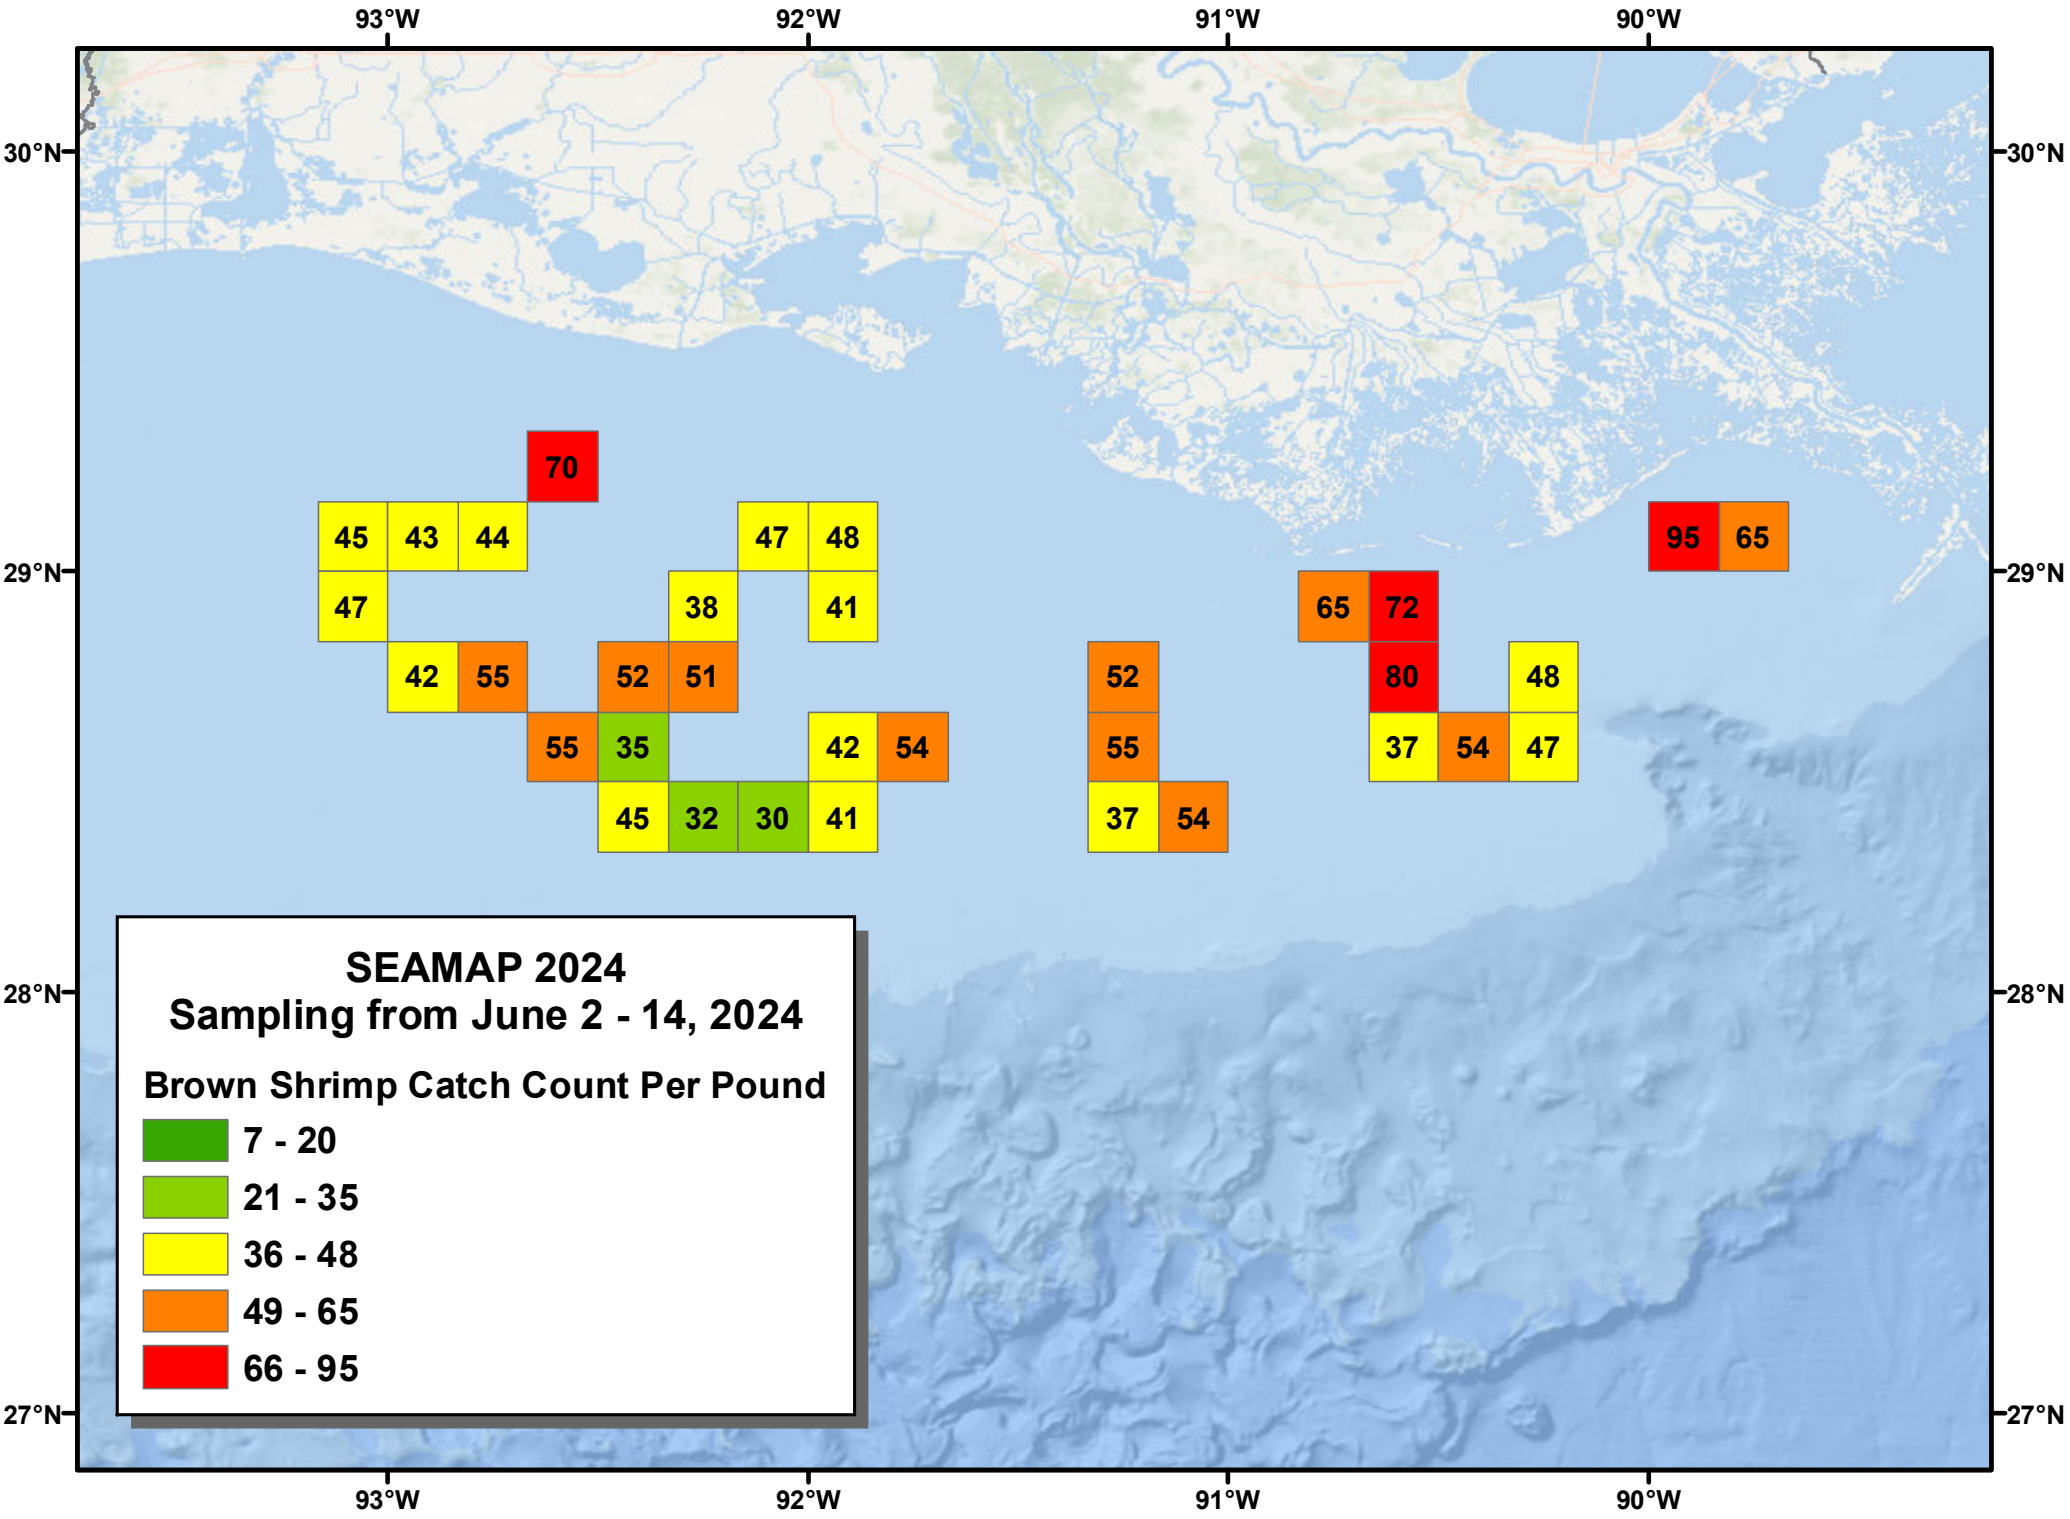 93°W 92°W 91°W 90°W
30°N 30°N
70
45 43 44 47 48 95 65
29°N 29°N
47 38 41 65 72
42 55 52 51 52 80 48
55 35 42 54 55 37 54 47
45 32 30 41 37 54
SEAMAP 2024
28°N 28°N
Sampling from June 2 - 14, 2024
Brown Shrimp Catch Count Per Pound
7 - 20
21 - 35
36 - 48
49 - 65
66 - 95
27°N 27°N
93°W 92°W 91°W 90°W